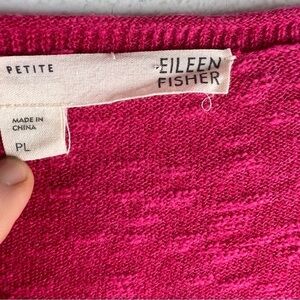 PETITE
EILEEN
FISHER
MADE IN
CHINA
PL